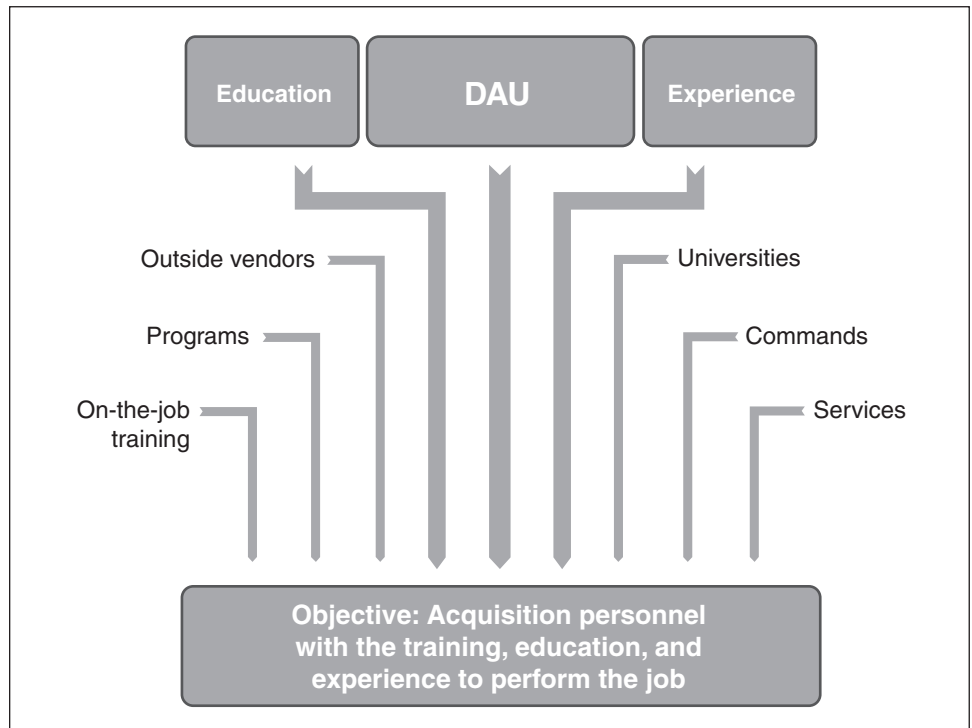 Education
DAU
Experience
Outside vendors
Universities
Programs
Commands
On-the-job
training
Services
Objective: Acquisition personnel
with the training, education, and
experience to perform the job